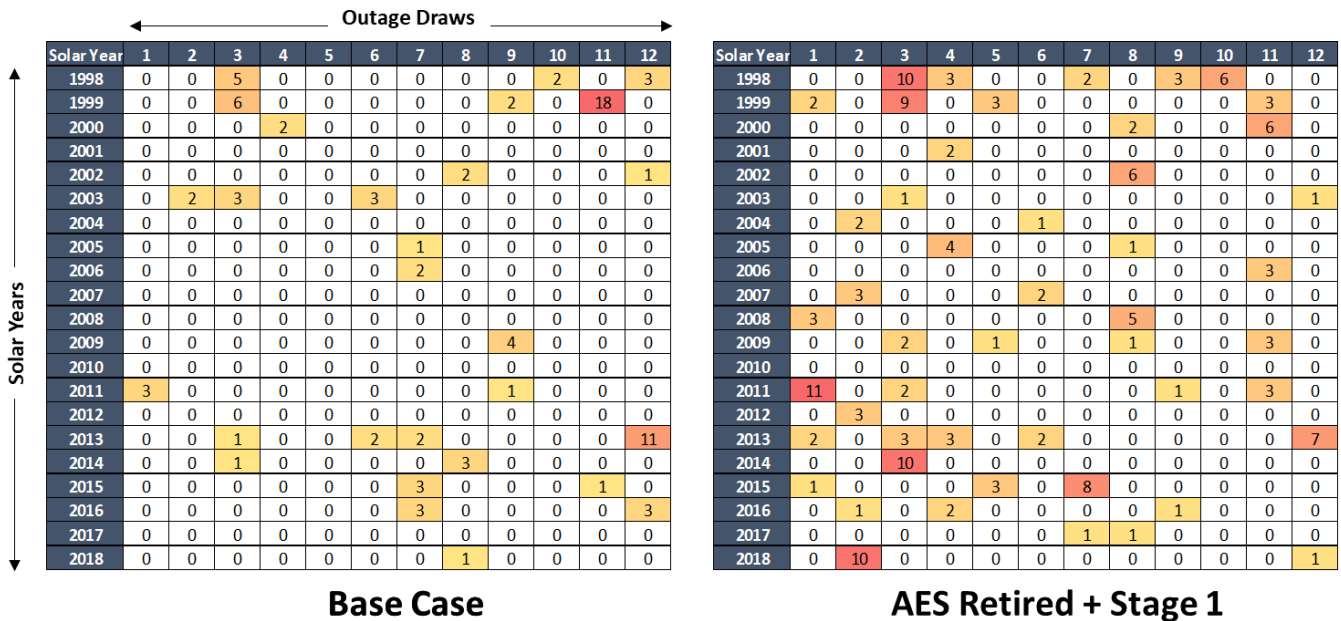 Outage Draws
Solar Years
Solar Year 1 2 3 4 5 6 7 8 9 10 11 12
1998 0 0 5 0 0 0 0 0 0 2 0 3
1999 0 0 6 0 0 0 0 0 2 0 18 0
2000 0 0 0 2 0 0 0 0 0 0 0 0
2001 0 0 0 0 0 0 0 0 0 0 0 0
2002 0 0 0 0 0 0 0 2 0 0 0 1
2003 0 2 3 0 0 3 0 0 0 0 0 0
2004 0 0 0 0 0 0 0 0 0 0 0 0
2005 0 0 0 0 0 0 1 0 0 0 0 0
2006 0 0 0 0 0 0 2 0 0 0 0 0
2007 0 0 0 0 0 0 0 0 0 0 0 0
2008 0 0 0 0 0 0 0 0 0 0 0 0
2009 0 0 0 0 0 0 0 0 4 0 0 0
2010 0 0 0 0 0 0 0 0 0 0 0 0
2011 3 0 0 0 0 0 0 0 1 0 0 0
2012 0 0 0 0 0 0 0 0 0 0 0 0
2013 0 0 1 0 0 2 2 0 0 0 0 11
2014 0 0 1 0 0 0 0 3 0 0 0 0
2015 0 0 0 0 0 0 3 0 0 0 1 0
2016 0 0 0 0 0 0 3 0 0 0 0 3
2017 0 0 0 0 0 0 0 0 0 0 0 0
2018 0 0 0 0 0 0 0 1 0 0 0 0
Base Case
Solar Year 1 2 3 4 5 6 7 8 9 10 11 12
1998 0 0 10 3 0 0 2 0 3 6 0 0
1999 2 0 9 0 3 0 0 0 0 0 3 0
2000 0 0 0 0 0 0 0 2 0 0 6 0
2001 0 0 0 2 0 0 0 0 0 0 0 0
2002 0 0 0 0 0 0 0 6 0 0 0 0
2003 0 0 1 0 0 0 0 0 0 0 0 1
2004 0 2 0 0 0 1 0 0 0 0 0 0
2005 0 0 0 4 0 0 0 1 0 0 0 0
2006 0 0 0 0 0 0 0 0 0 0 3 0
2007 0 3 0 0 0 2 0 0 0 0 0 0
2008 3 0 0 0 0 0 0 5 0 0 0 0
2009 0 0 2 0 1 0 0 1 0 0 3 0
2010 0 0 0 0 0 0 0 0 0 0 0 0
2011 11 0 2 0 0 0 0 0 1 0 3 0
2012 0 3 0 0 0 0 0 0 0 0 0 0
2013 2 0 3 3 0 2 0 0 0 0 0 7
2014 0 0 10 0 0 0 0 0 0 0 0 0
2015 1 0 0 0 3 0 8 0 0 0 0 0
2016 0 1 0 2 0 0 0 0 1 0 0 0
2017 0 0 0 0 0 0 1 1 0 0 0 0
2018 0 10 0 0 0 0 0 0 0 0 0 1
AES Retired + Stage 1